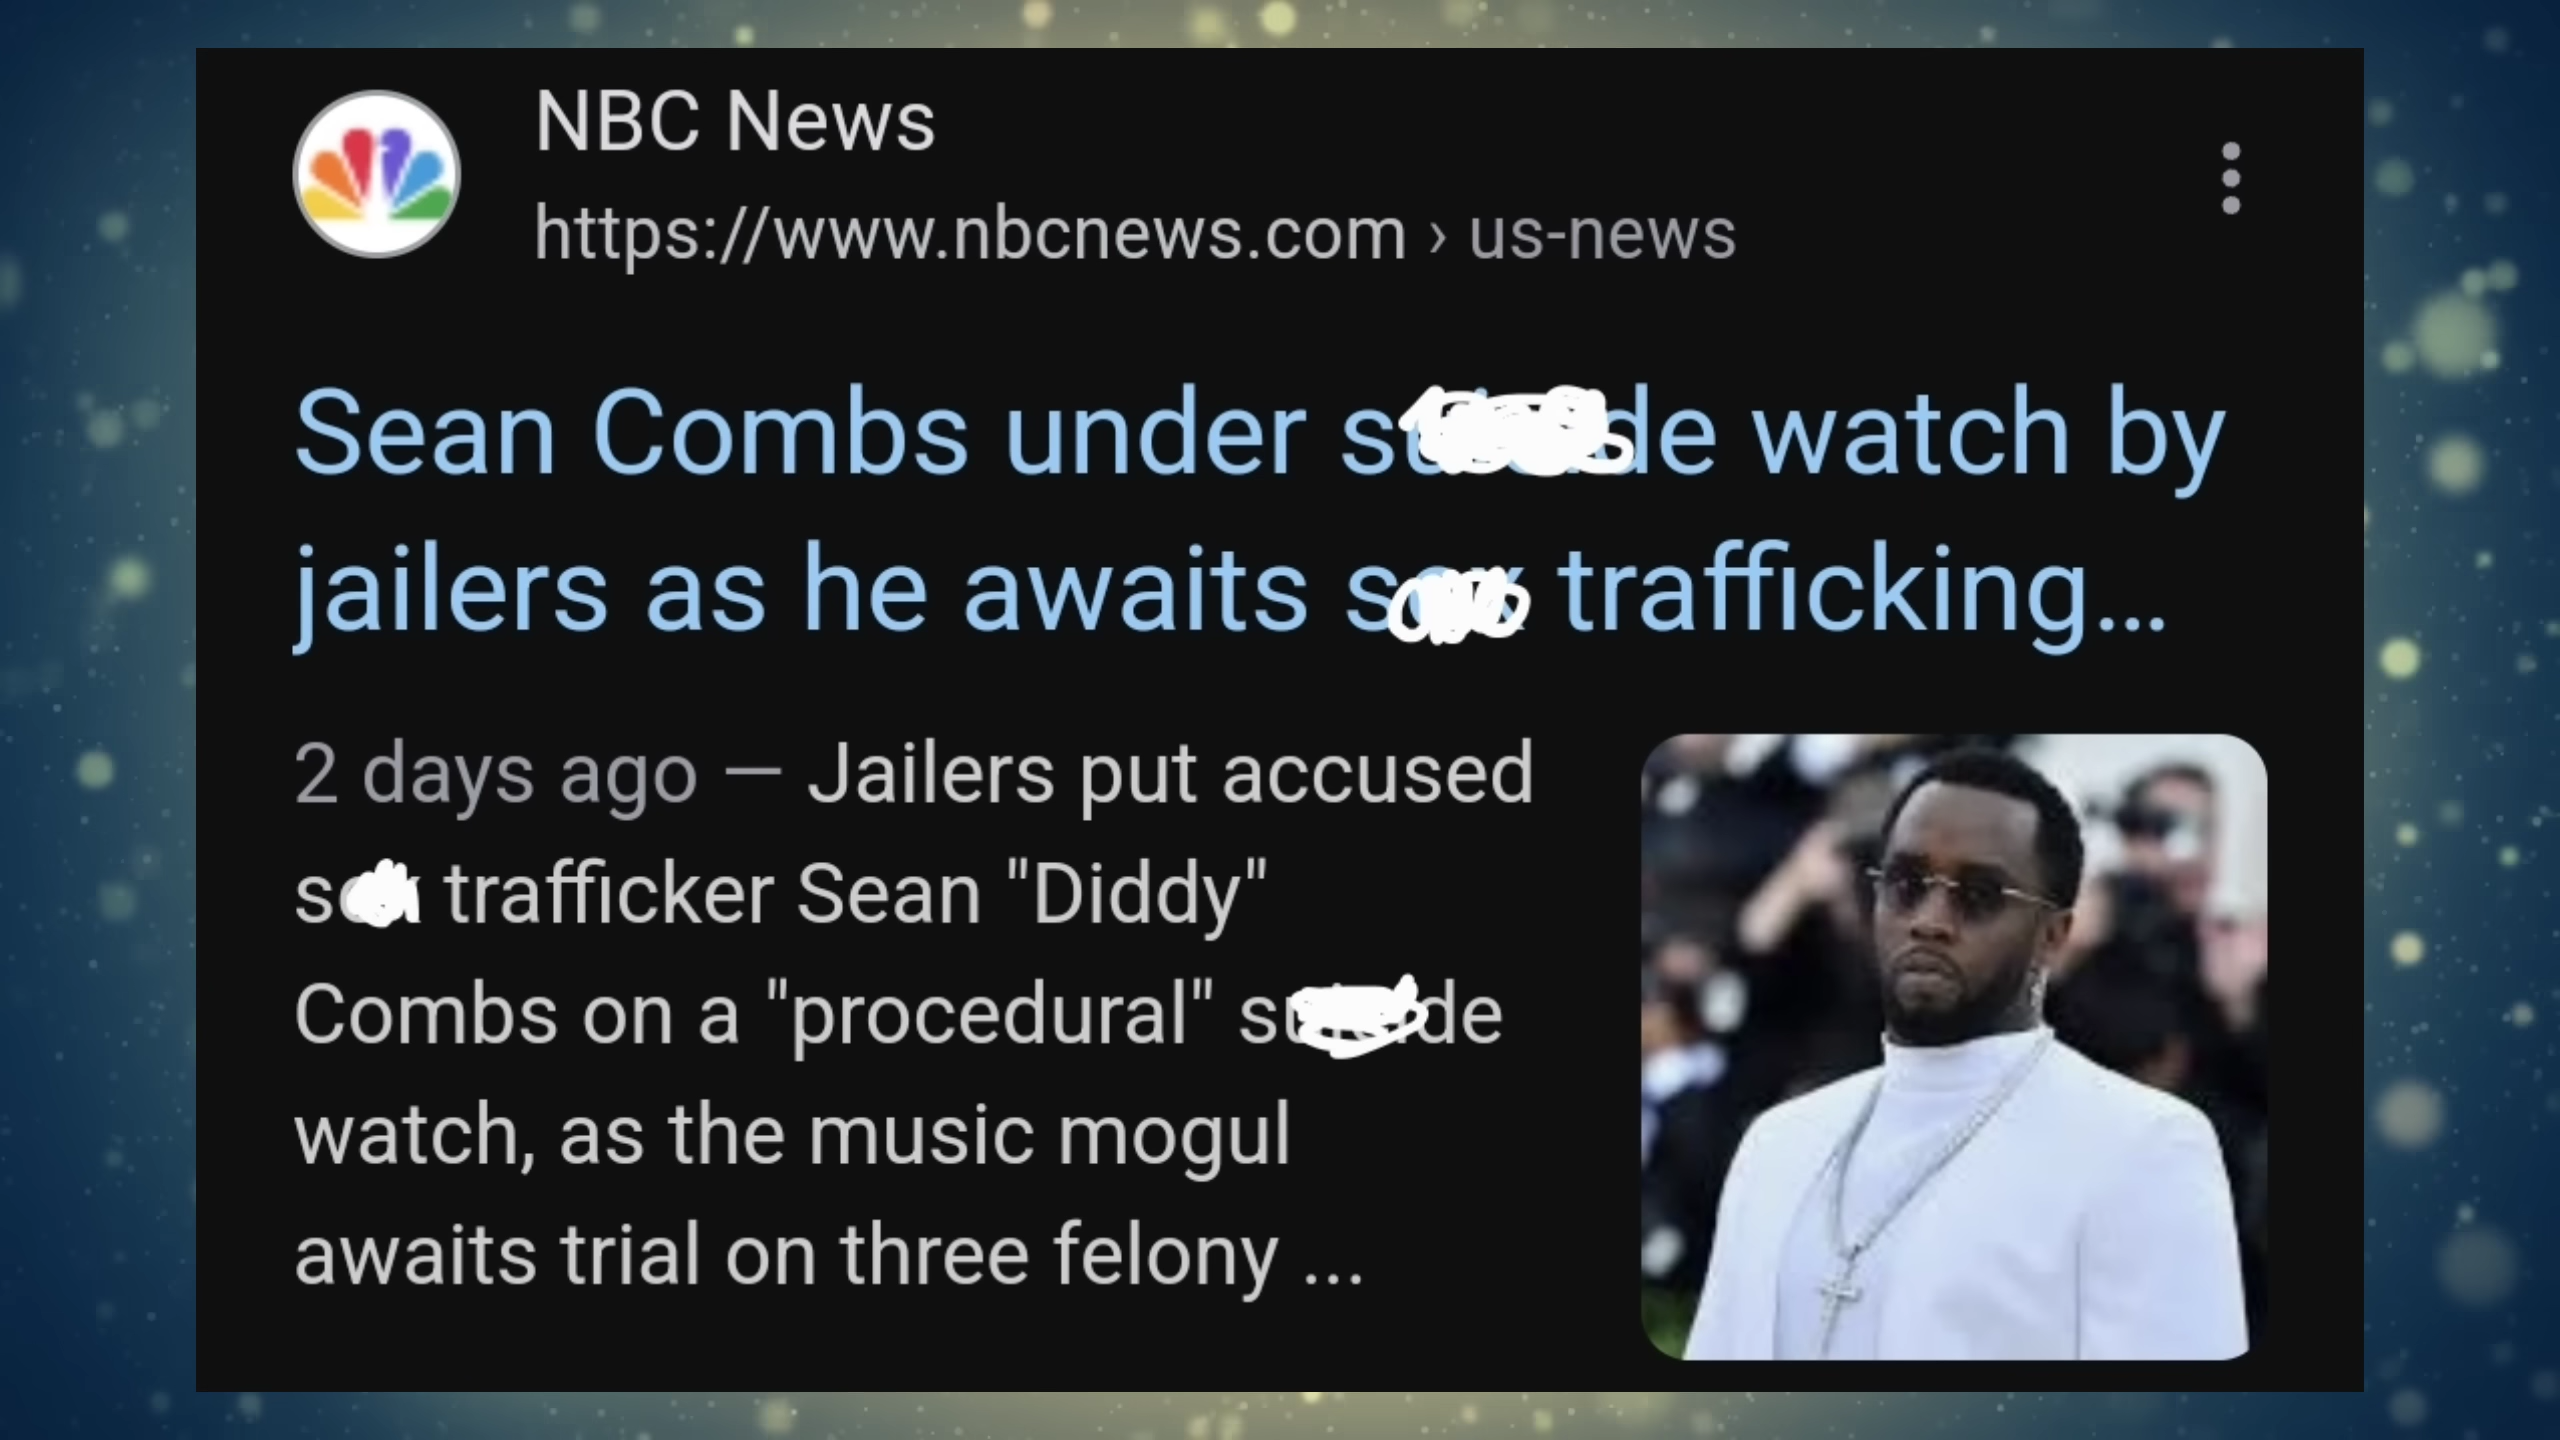 NBC News
https://www.nbcnews.com › us-news
Sean Combs under watch by
jailers as he awaits trafficking...
2 days ago — Jailers put accused
trafficker Sean "Diddy"
Combs on a "procedural"
watch, as the music mogul
awaits trial on three felony ...